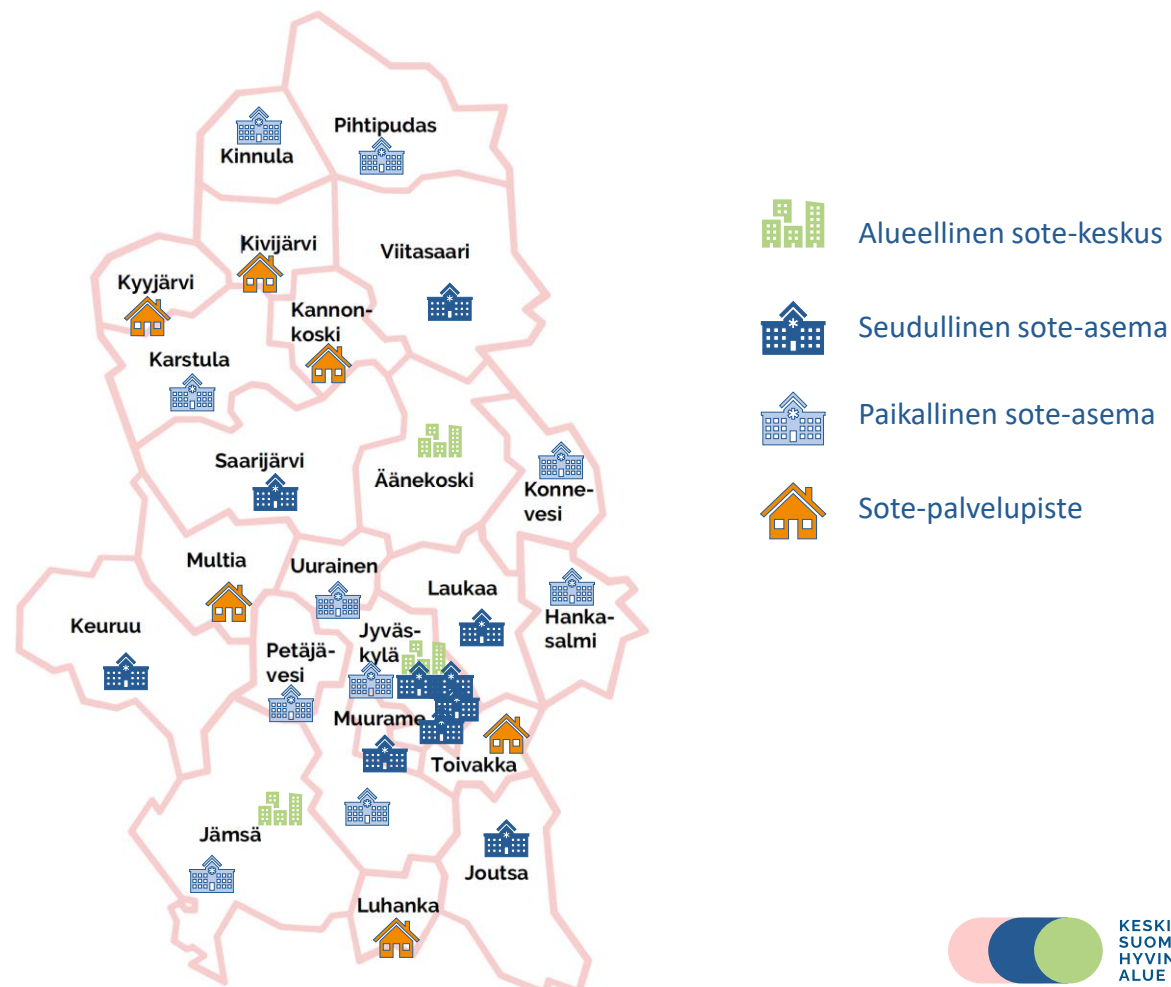 Pihtipudas
Kinnula
Kivijärvi
Viitasaari
Kyyjärvi
Kannon-
koski
Karstula
Saarijärvi
Äänekoski
Konne-
vesi
Multia
Uurainen
Laukaa
Hanka-
salmi
Keuruu
Petäjä-
vesi
Jyväs-
kylä
Muurame
Toivakka
Jämsä
Joutsa
Luhanka
Alueellinen sote-keskus
Seudullinen sote-asema
Paikallinen sote-asema
Sote-palvelupiste
KESKI
SUOM
HYVIN
ALUE